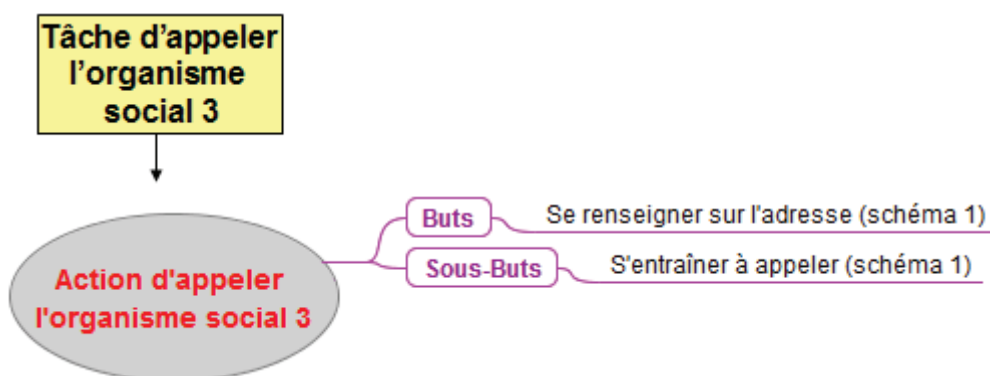 Tâche d’appeler
l’organisme
social 3
Buts
Se renseigner sur l'adresse (schéma 1)
Sous-Buts
S'entraîner à appeler (schéma 1)
Action d'appeler
l'organisme social 3